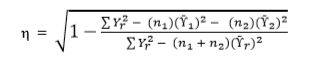 η = √(1 − (∑Yᵣ² − (n₁)(Ȳ₁)² − (n₂)(Ȳ₂)²) / (∑Yᵣ² − (n₁ + n₂)(Ȳᵣ)²))